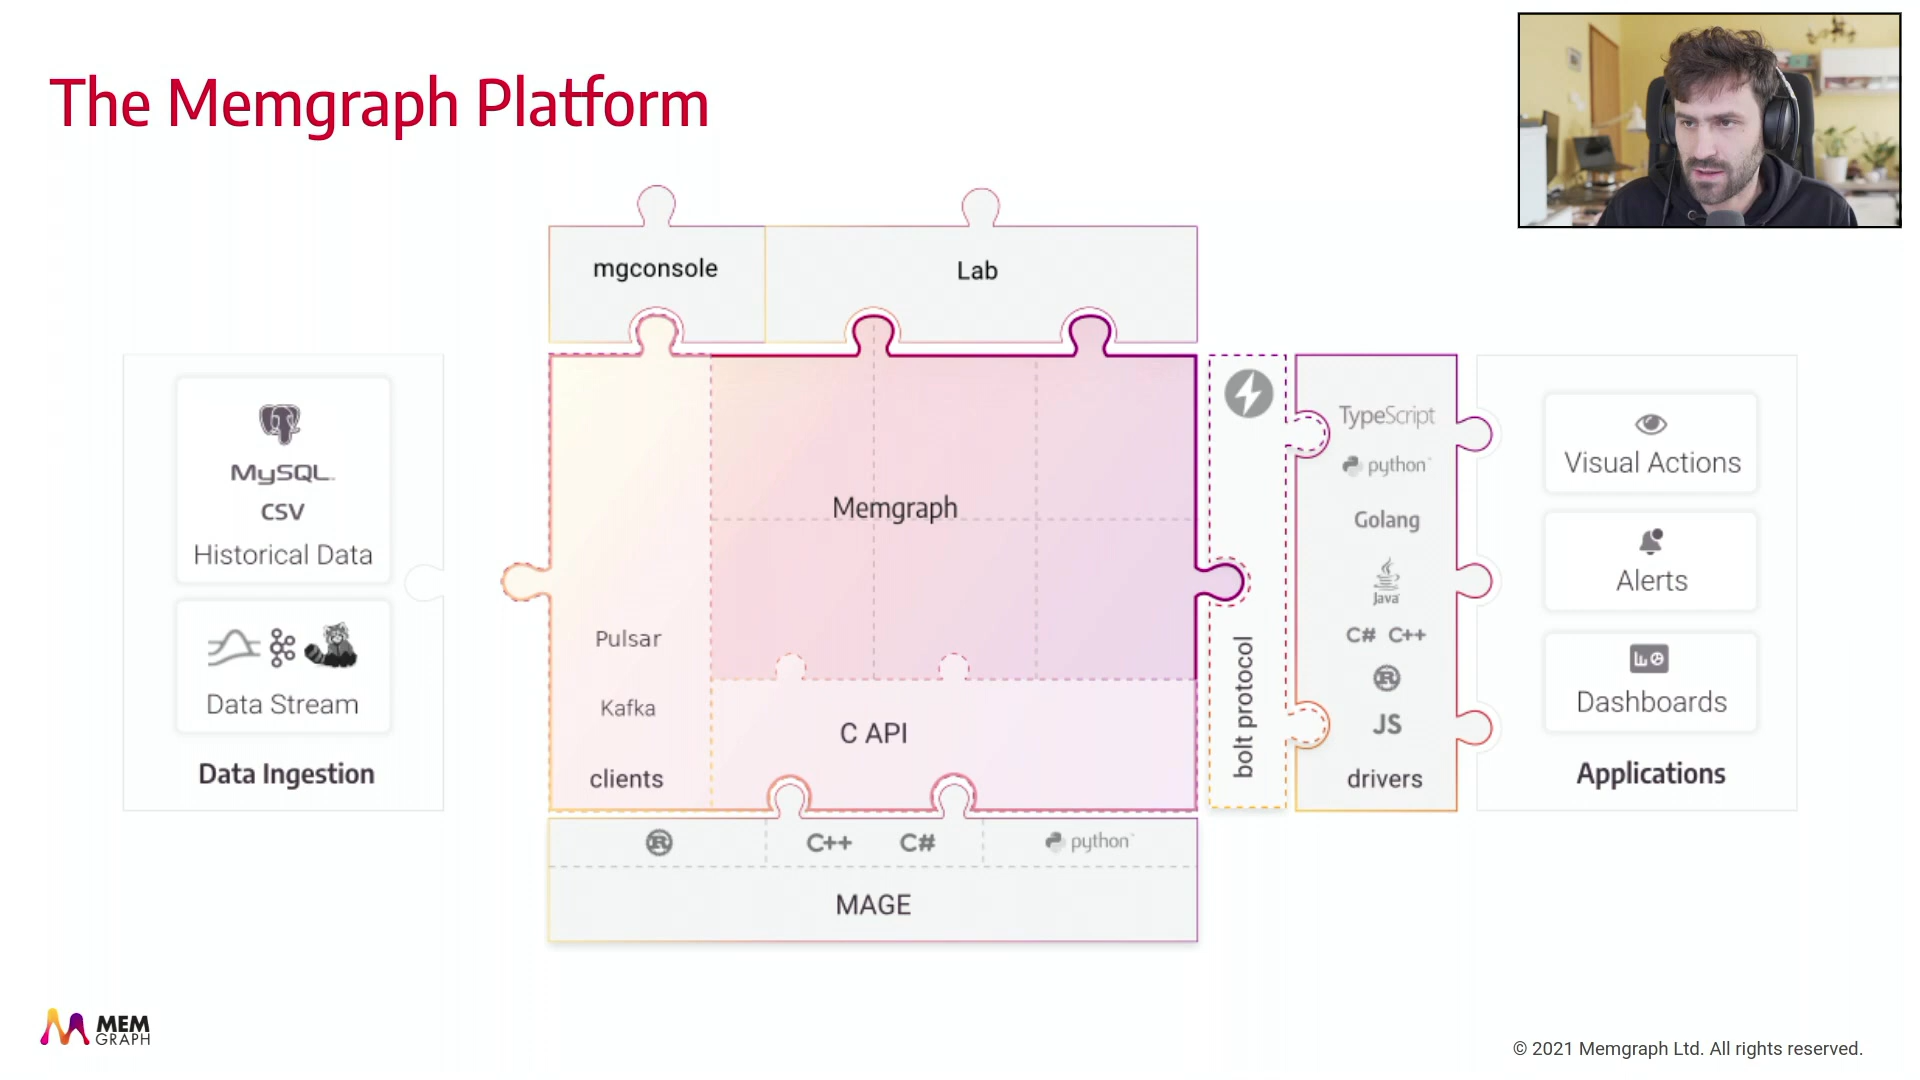 The Memgraph Platform
mgconsole
Lab
MySQL
CSV
Historical Data
Data Stream
Data Ingestion
Memgraph
Pulsar
Kafka
clients
C API
C++
C#
python
MAGE
bolt protocol
TypeScript
python
Golang
Java
C# C++
R
JS
drivers
Visual Actions
Alerts
Dashboards
Applications
R
MEM
GRAPH
© 2021 Memgraph Ltd. All rights reserved.